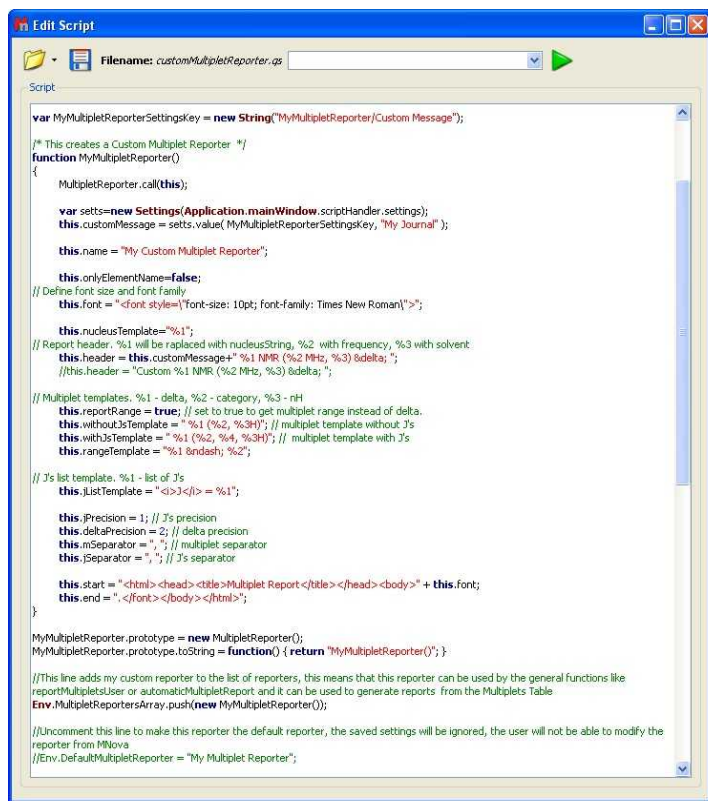 Edit Script
Filename: customMultipletReporter.qs
Script
var MyMultipletReporterSettingsKey = new String("MyMultipletReporter/Custom Message");
/* This creates a Custom Multiplet Reporter */
function MyMultipletReporter()
{
MultipletReporter.call(this);
var setts=new Settings(Application.mainWindow.scriptHandler.settings);
this.customMessage = setts.value( MyMultipletReporterSettingsKey, "My Journal" );
this.name = "My Custom Multiplet Reporter";
this.onlyElementName=false;
// Define font size and font family
this.font = "<font style=\"font-size: 10pt; font-family: Times New Roman\">";
this.nucleusTemplate="%1";
// Report header. %1 will be raplaced with nucleusString, %2 with frequency, %3 with solvent
this.header = this.customMessage+" %1 NMR (%2 MHz, %3) &delta; ";
//this.header = "Custom %1 NMR (%2 MHz, %3) &delta; ";
// Multiplet templates. %1 - delta, %2 - category, %3 - nH
this.reportRange = true; // set to true to get multiplet range instead of delta.
this.withoutJsTemplate = " %1 (%2, %3H)"; // multiplet template without J's
this.withJsTemplate = " %1 (%2, %4, %3H)"; // multiplet template with J's
this.rangeTemplate = "%1 &ndash; %2";
// J's list template. %1 - list of J's
this.jListTemplate = "<i>J</i> = %1";
this.jPrecision = 1; // J's precision
this.deltaPrecision = 2; // delta precision
this.mSeparator = ", "; // multiplet separator
this.jSeparator = ", "; // J's separator
this.start = "<html><head><title>Multiplet Report</title></head><body>" + this.font;
this.end = ".</font></body></html>";
}
MyMultipletReporter.prototype = new MultipletReporter();
MyMultipletReporter.prototype.toString = function() { return "MyMultipletReporter()"; }
//This line adds my custom reporter to the list of reporters, this means that this reporter can be used by the general functions like
reportMultipletsUser or automaticMultipletReport and it can be used to generate reports from the Multiplets Table
Env.MultipletReportersArray.push(new MyMultipletReporter());
//Uncomment this line to make this reporter the default reporter, the saved settings will be ignored, the user will not be able to modify the
reporter from MNova
//Env.DefaultMultipletReporter = "My Multiplet Reporter";